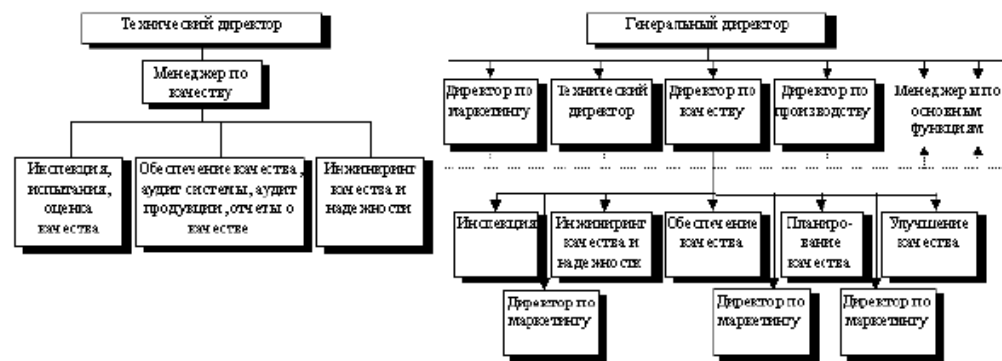 Технический директор
Менеджер по
качеству
Инспекция,
испытания,
оценка
качества
Обеспечение качества,
аудит системы, аудит
продукции, отчеты о
качестве
Инжиниринг
качества и
надежности
Генеральный директор
Директор по
маркетингу
Технический
директор
Директор по
качеству
Директор по
производству
Менеджеры по
основным
функциям
Инспекция
Инжиниринг
качества и
надежности
Обеспечение
качества
Планиро-
вание
качества
Улучшение
качества
Директор по
маркетингу
Директор по
маркетингу
Директор по
маркетингу